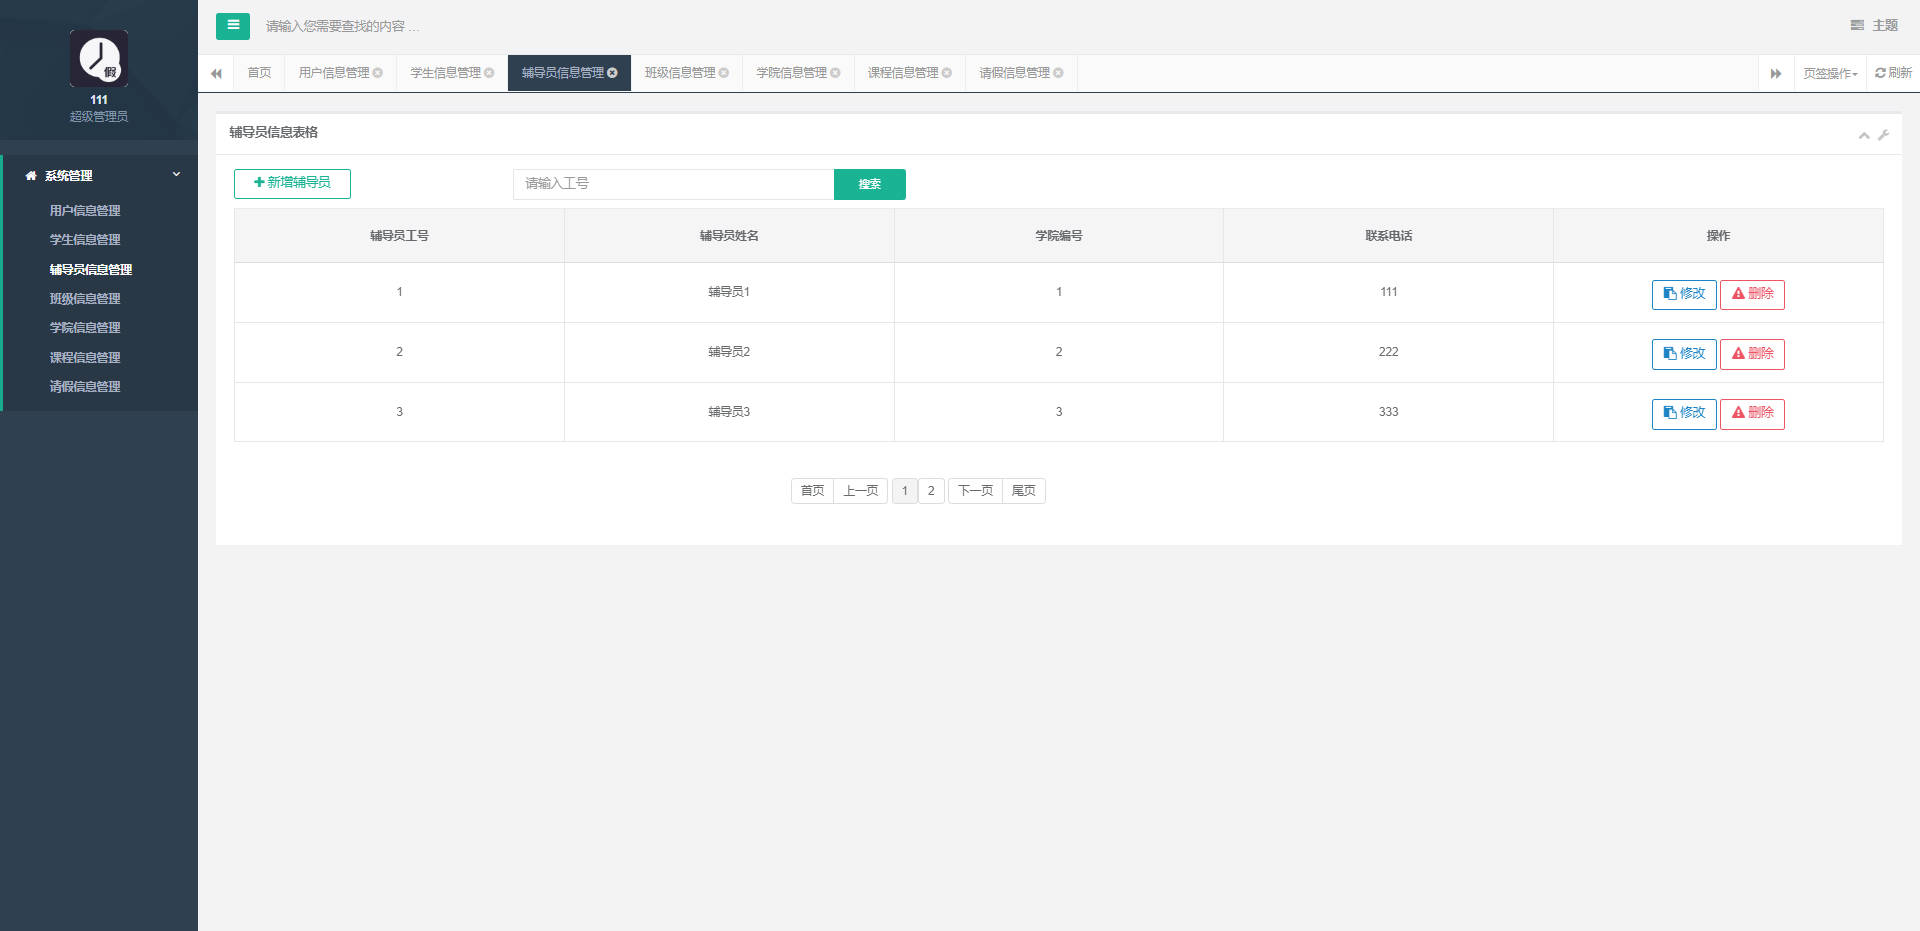 假
111
超级管理员
系统管理
用户信息管理
学生信息管理
辅导员信息管理
班级信息管理
学院信息管理
课程信息管理
请假信息管理
请输入您需要查找的内容 …
主题
首页 用户信息管理 学生信息管理 辅导员信息管理 班级信息管理 学院信息管理 课程信息管理 请假信息管理 页签操作 刷新
辅导员信息表格
新增辅导员 请输入工号 搜索
辅导员工号 辅导员姓名 学院编号 联系电话 操作
1 辅导员1 1 111 修改 删除
2 辅导员2 2 222 修改 删除
3 辅导员3 3 333 修改 删除
首页 上一页 1 2 下一页 尾页